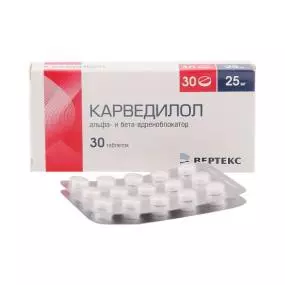 30 25 мг
КАРВЕДИЛОЛ
альфа- и бета-адреноблокатор
30 таблеток
ВЕРТЕКС